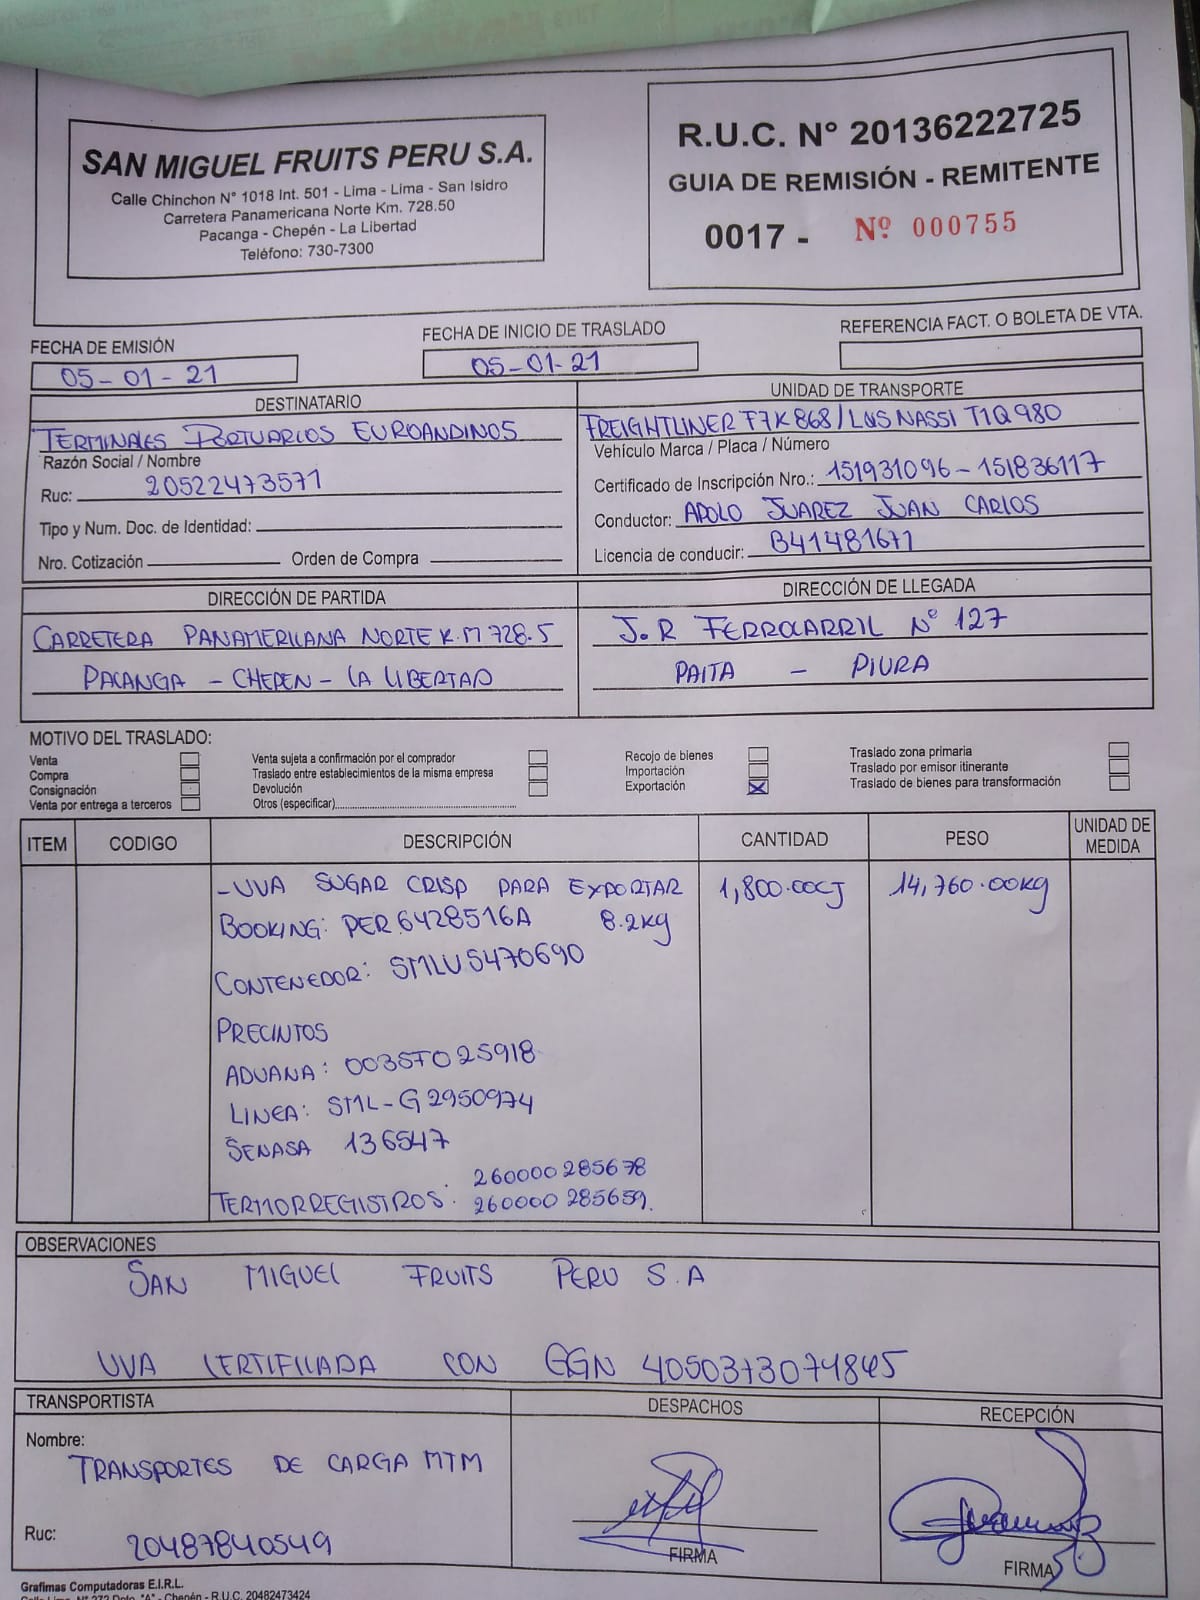 SAN MIGUEL FRUITS PERU S.A.
Calle Chinchon N° 1018 Int. 501 - Lima - Lima - San Isidro
Carretera Panamericana Norte Km. 728.50
Pacanga - Chepén - La Libertad
Teléfono: 730-7300
R.U.C. N° 20136222725
GUIA DE REMISIÓN - REMITENTE
0017 - Nº 000755
FECHA DE EMISIÓN
05-01-21
FECHA DE INICIO DE TRASLADO
05-01-21
REFERENCIA FACT. O BOLETA DE VTA.
DESTINATARIO
TERMINALES PORTUARIOS EUROANDINOS
Razón Social / Nombre
Ruc: 20522473571
Tipo y Num. Doc. de Identidad:
Nro. Cotización Orden de Compra
UNIDAD DE TRANSPORTE
FREIGHTLINER F7K868/ LUIS NASSI T1Q980
Vehículo Marca / Placa / Número
Certificado de Inscripción Nro.: 151931096-151836117
Conductor: APOLO JUAREZ JUAN CARLOS
Licencia de conducir: B41481671
DIRECCIÓN DE PARTIDA
CARRETERA PANAMERICANA NORTE K.M 728.5
PACANGA - CHEPEN - LA LIBERTAD
DIRECCIÓN DE LLEGADA
J.R FERROCARRIL N° 127
PAITA - PIURA
MOTIVO DEL TRASLADO:
Venta
Compra
Consignación
Venta por entrega a terceros
Venta sujeta a confirmación por el comprador
Traslado entre establecimientos de la misma empresa
Devolución
Otros (especificar)
Recojo de bienes
Importación
Exportación X
Traslado zona primaria
Traslado por emisor itinerante
Traslado de bienes para transformación
ITEM CODIGO DESCRIPCIÓN CANTIDAD PESO UNIDAD DE MEDIDA
-UVA SUGAR CRISP PARA EXPORTAR 1,800.00CJ 14,760.00kg
BOOKING: PER6428516A 8.2kg
CONTENEDOR: SMLU5470690
PRECINTOS
ADUANA: 003STO25918
LINEA: SML-G2950974
SENASA 136547
TERMORREGISTROS: 260000285678
260000285659.
OBSERVACIONES
SAN MIGUEL FRUITS PERU S.A
UVA CERTIFICADA CON GGN 4050373074845
TRANSPORTISTA
Nombre:
TRANSPORTES DE CARGA MTM
Ruc: 20487840549
DESPACHOS
FIRMA
RECEPCIÓN
FIRMA
Grafimas Computadoras E.I.R.L.
Calle Lima N° 272 Dpto. "A" - Chepén - R.U.C. 20482473424